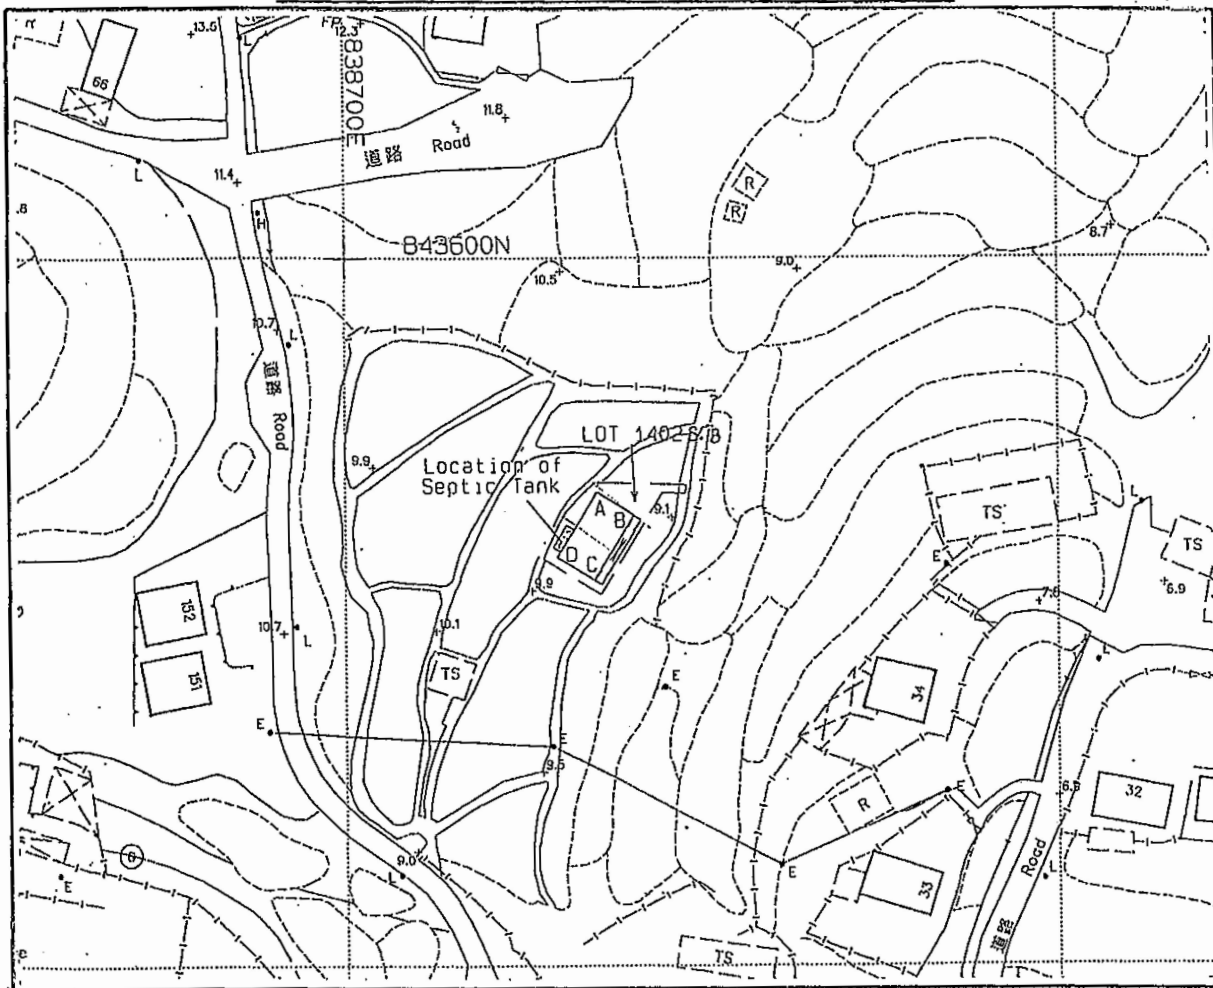 13.6
L
FP
12.3
838700E
66
11.8
道路 Road
L
11.4
H
R
R
.8
843600N
8.7
9.0
10.5
10.7
L
道路 Road
LOT 1402 S.B
9.9
Location of
Septic Tank
A
B
9.1
D
C
TS
L
TS
E
9.9
7.6
6.9
152
10.7
L
10.1
L
151
TS
E
34
L
E
E
9.5
E
R
6.8
32
6
9.0
L
E
E
33
道路 Road
L
TS